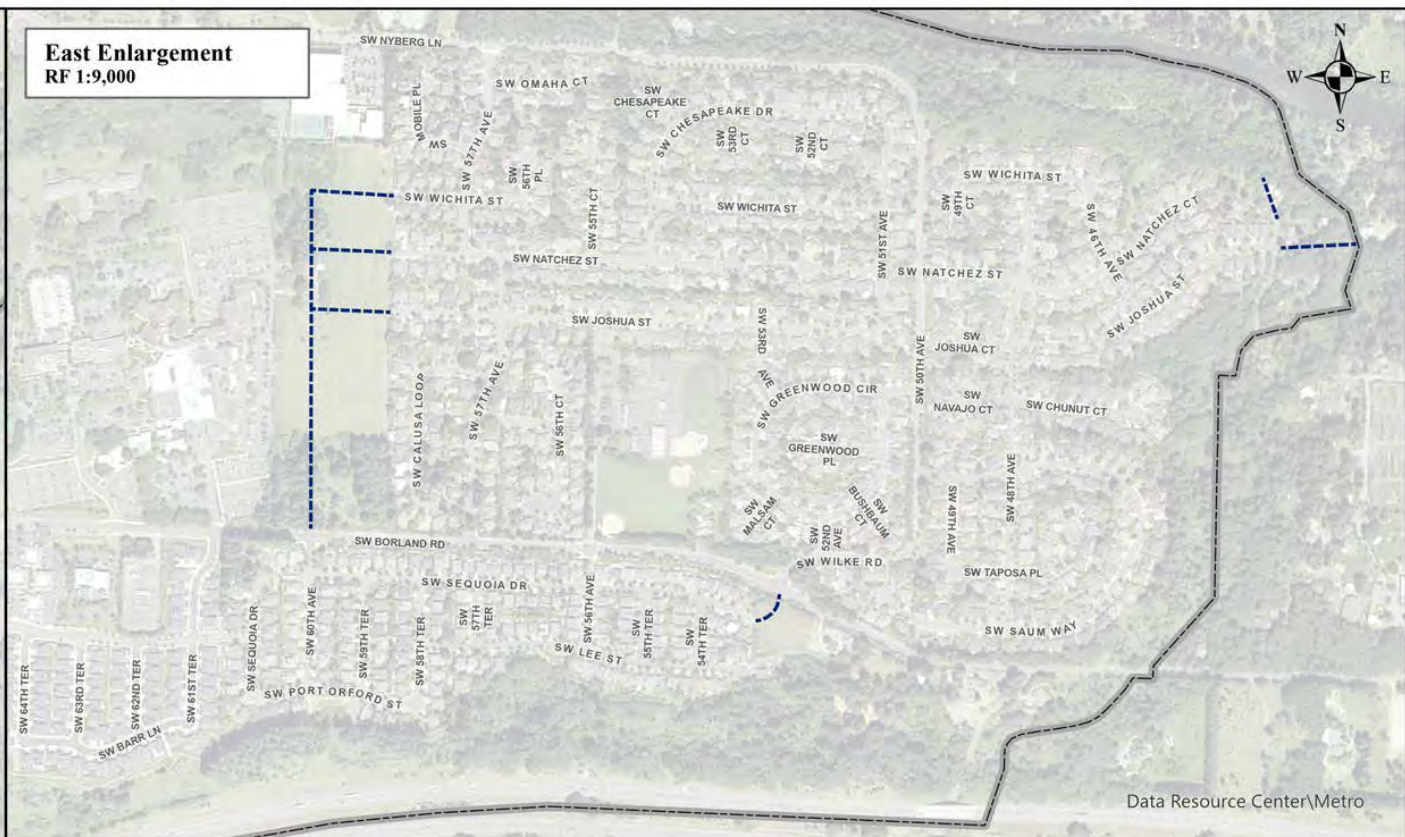 East Enlargement
RF 1:9,000
N
W
E
S
SW NYBERG LN
SW OMAHA CT
SW
CHESAPEAKE
CT
SW CHESAPEAKE DR
SW
53RD
CT
SW
52ND
CT
MOBILE PL
SW
SW 57TH AVE
SW
56TH
PL
SW WICHITA ST
SW 55TH CT
SW WICHITA ST
SW WICHITA ST
SW
49TH
CT
SW 46TH AVE
SW NATCHEZ CT
SW 51ST AVE
SW NATCHEZ ST
SW NATCHEZ ST
SW JOSHUA ST
SW JOSHUA ST
SW 53RD
AVE
SW
JOSHUA CT
SW 50TH AVE
SW CALUSA LOOP
SW 57TH AVE
SW 56TH CT
SW GREENWOOD CIR
SW
NAVAJO CT
SW CHUNUT CT
SW
GREENWOOD
PL
SW
MALSAM
CT
SW
BUSHBAUM
CT
SW
52ND
AVE
SW 49TH AVE
SW 48TH AVE
SW BORLAND RD
SW WILKE RD
SW TAPOSA PL
SW SEQUOIA DR
SW SEQUOIA DR
SW 60TH AVE
SW 59TH TER
SW 58TH TER
SW
57TH
TER
SW 56TH AVE
SW
55TH TER
SW
54TH TER
SW LEE ST
SW SAUM WAY
SW 64TH TER
SW 63RD TER
SW 62ND TER
SW 61ST TER
SW PORT ORFORD ST
SW BARR LN
Data Resource Center\Metro